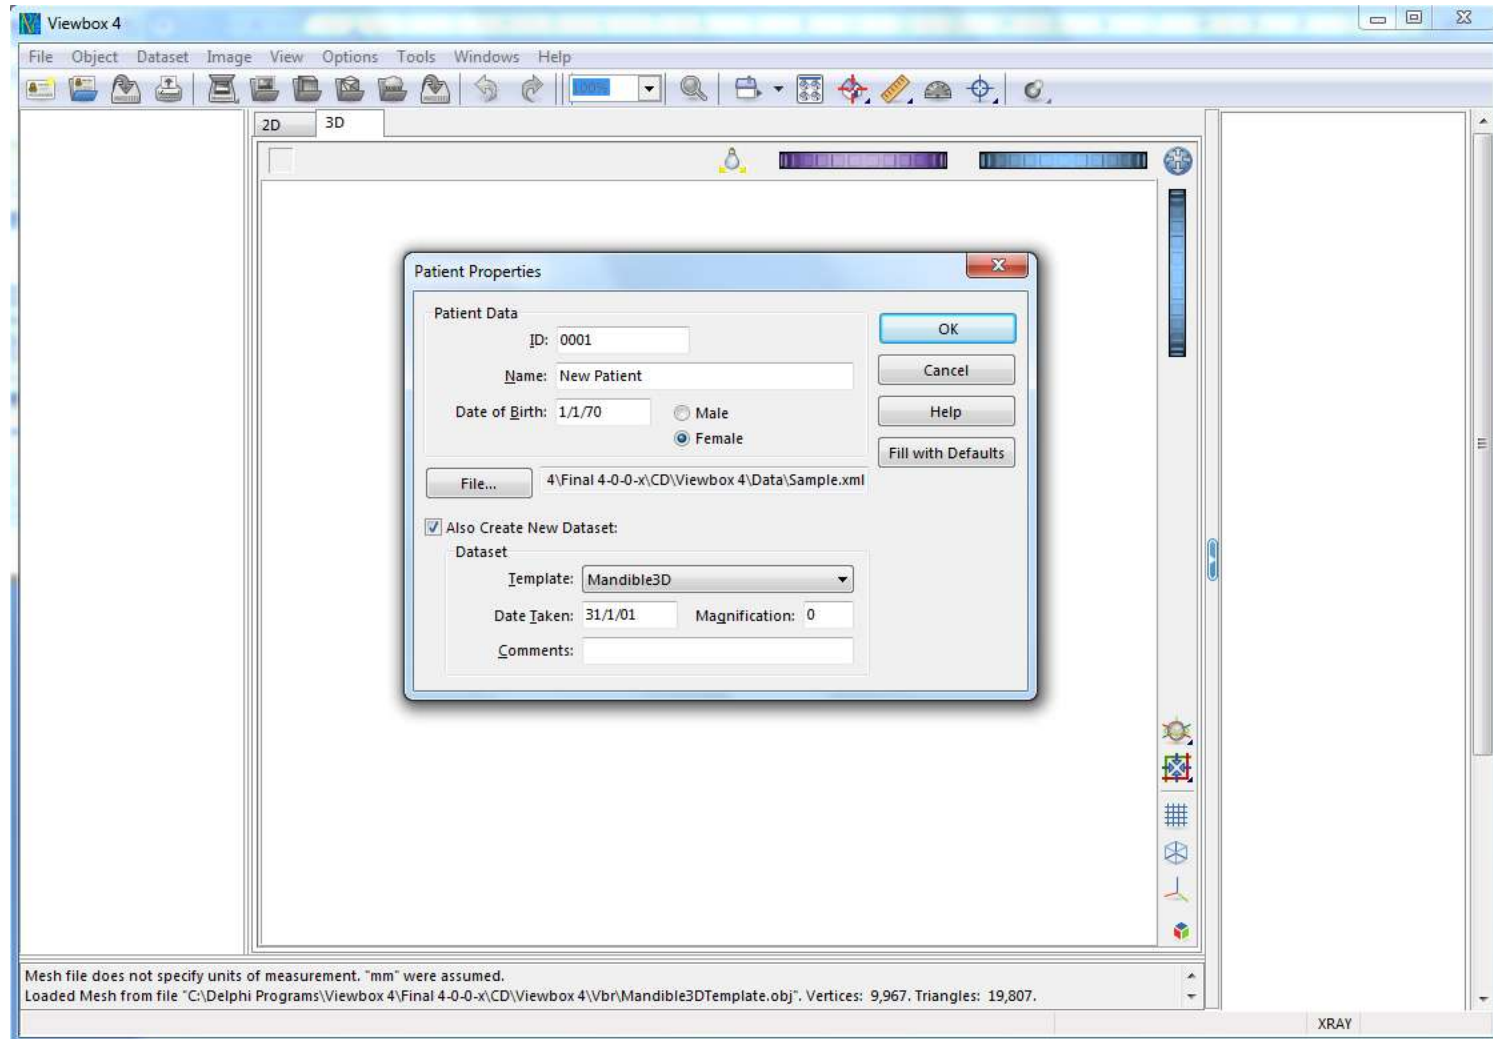 Viewbox 4
File Object Dataset Image View Options Tools Windows Help
100%
2D 3D
Patient Properties
Patient Data
ID: 0001
OK
Name: New Patient
Cancel
Date of Birth: 1/1/70
Male
Help
Female
Fill with Defaults
File... 4\Final 4-0-0-x\CD\Viewbox 4\Data\Sample.xml
Also Create New Dataset:
Dataset
Template: Mandible3D
Date Taken: 31/1/01 Magnification: 0
Comments:
Mesh file does not specify units of measurement. "mm" were assumed.
Loaded Mesh from file "C:\Delphi Programs\Viewbox 4\Final 4-0-0-x\CD\Viewbox 4\Vbr\Mandible3DTemplate.obj". Vertices: 9,967. Triangles: 19,807.
XRAY